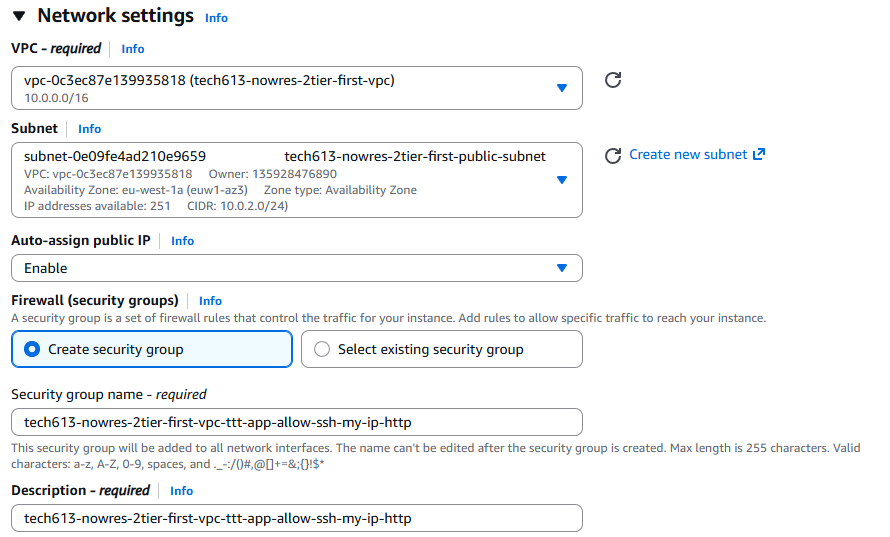 Network settings Info
VPC - required Info
vpc-0c3ec87e139935818 (tech613-nowres-2tier-first-vpc)
10.0.0.0/16
Subnet Info
subnet-0e09fe4ad210e9659 tech613-nowres-2tier-first-public-subnet
VPC: vpc-0c3ec87e139935818 Owner: 135928476890
Availability Zone: eu-west-1a (euw1-az3) Zone type: Availability Zone
IP addresses available: 251 CIDR: 10.0.2.0/24)
Create new subnet
Auto-assign public IP Info
Enable
Firewall (security groups) Info
A security group is a set of firewall rules that control the traffic for your instance. Add rules to allow specific traffic to reach your instance.
Create security group
Select existing security group
Security group name - required
tech613-nowres-2tier-first-vpc-ttt-app-allow-ssh-my-ip-http
This security group will be added to all network interfaces. The name can't be edited after the security group is created. Max length is 255 characters. Valid
characters: a-z, A-Z, 0-9, spaces, and ._-:/()#,@[]+=&;{}!$*
Description - required Info
tech613-nowres-2tier-first-vpc-ttt-app-allow-ssh-my-ip-http